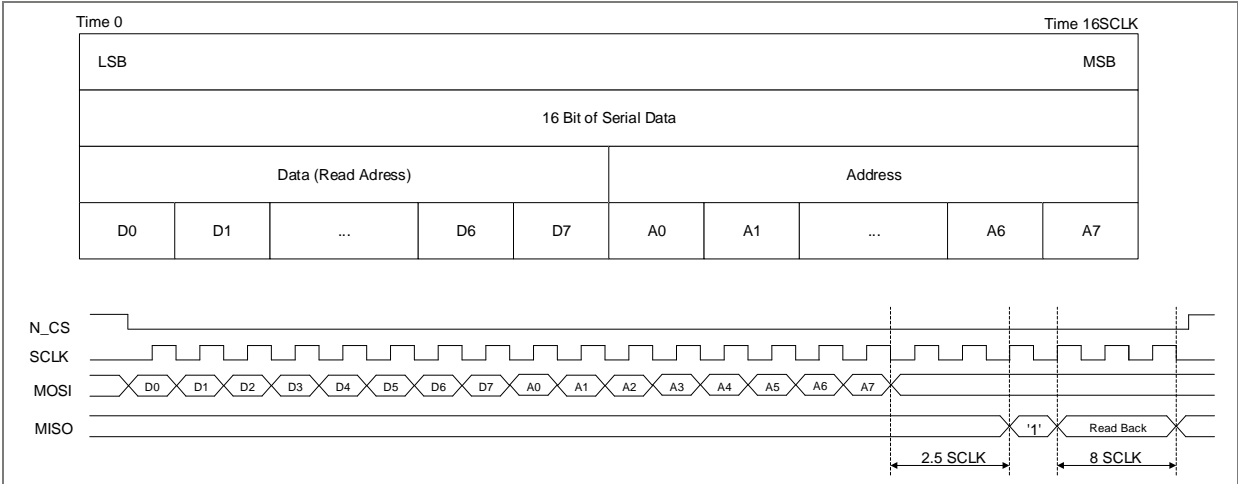 Time 0 Time 16SCLK
LSB MSB
16 Bit of Serial Data
Data (Read Adress) Address
D0 D1 ... D6 D7 A0 A1 ... A6 A7
N_CS
SCLK
MOSI D0 D1 D2 D3 D4 D5 D6 D7 A0 A1 A2 A3 A4 A5 A6 A7
MISO '1' Read Back
2.5 SCLK 8 SCLK